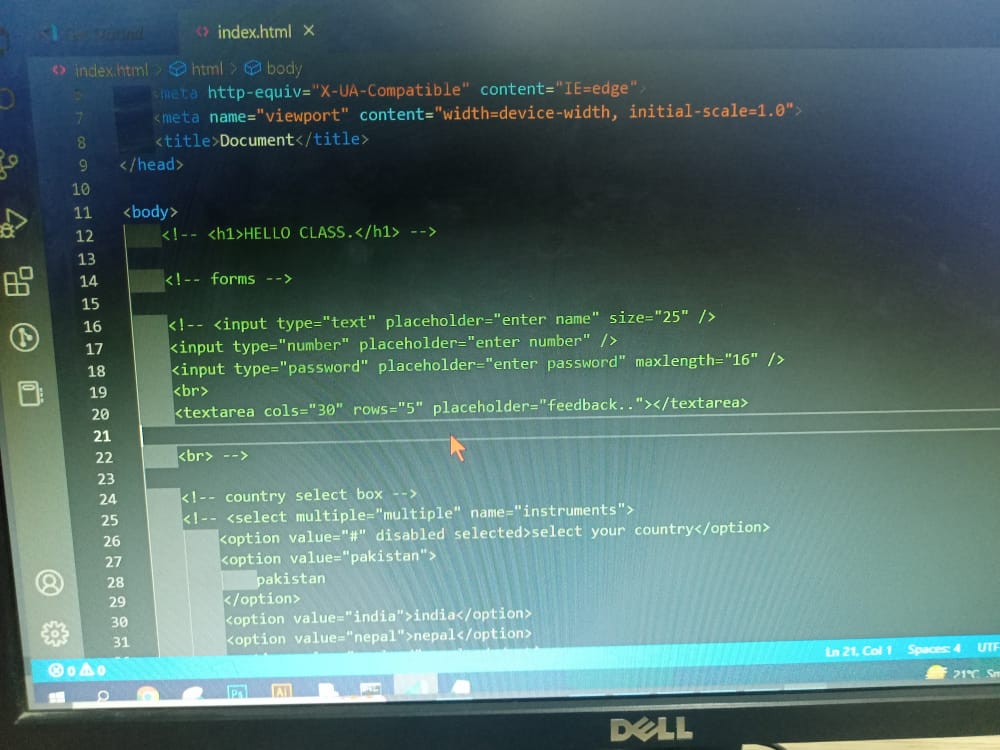 index.html ×
index.html > html > body
<meta http-equiv="X-UA-Compatible" content="IE=edge"
7 <meta name="viewport" content="width=device-width, initial-scale=1.0">
8 <title>Document</title>
9 </head>
10
11 <body>
12 <!-- <h1>HELLO CLASS.</h1> -->
13
14 <!-- forms -->
15
16 <!-- <input type="text" placeholder="enter name" size="25" />
17 <input type="number" placeholder="enter number" />
18 <input type="password" placeholder="enter password" maxlength="16" />
19 <br>
20 <textarea cols="30" rows="5" placeholder="feedback.."></textarea>
21
22 <br> -->
23
24 <!-- country select box -->
25 <!-- <select multiple="multiple" name="instruments">
26 <option value="#" disabled selected>select your country</option>
27 <option value="pakistan">
28 pakistan
29 </option>
30 <option value="india">india</option>
31 <option value="nepal">nepal</option>
0 0 Ln 21, Col 1 Spaces: 4 UTF
Ps Ai 21°C
DELL